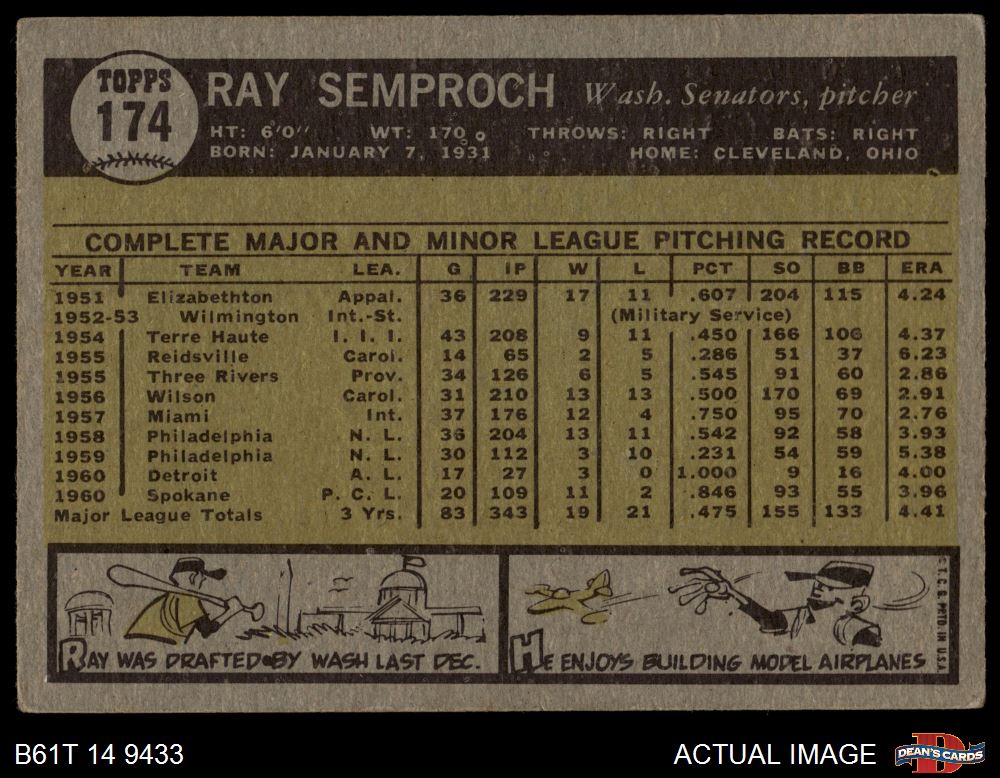 TOPPS
174
RAY SEMPROCH Wash. Senators, pitcher
HT: 6'0" WT: 170 THROWS: RIGHT BATS: RIGHT
BORN: JANUARY 7, 1931 HOME: CLEVELAND, OHIO
COMPLETE MAJOR AND MINOR LEAGUE PITCHING RECORD
YEAR TEAM LEA. G IP W L PCT SO BB ERA
1951 Elizabethton Appal. 36 229 17 11 .607 204 115 4.24
1952-53 Wilmington Int.-St. (Military Service)
1954 Terre Haute I. I. I. 43 208 9 11 .450 166 106 4.37
1955 Reidsville Carol. 14 65 2 5 .286 51 37 6.23
1955 Three Rivers Prov. 34 126 6 5 .545 91 60 2.86
1956 Wilson Carol. 31 210 13 13 .500 170 69 2.91
1957 Miami Int. 37 176 12 4 .750 95 70 2.76
1958 Philadelphia N. L. 36 204 13 11 .542 92 58 3.93
1959 Philadelphia N. L. 30 112 3 10 .231 54 59 5.38
1960 Detroit A. L. 17 27 3 0 1.000 9 16 4.00
1960 Spokane P. C. L. 20 109 11 2 .846 93 55 3.96
Major League Totals 3 Yrs. 83 343 19 21 .475 155 133 4.41
RAY WAS DRAFTED BY WASH LAST DEC.
HE ENJOYS BUILDING MODEL AIRPLANES
© T. C. G. PRTD IN U.S.A.
B61T 14 9433
ACTUAL IMAGE
D
DEAN'S CARDS